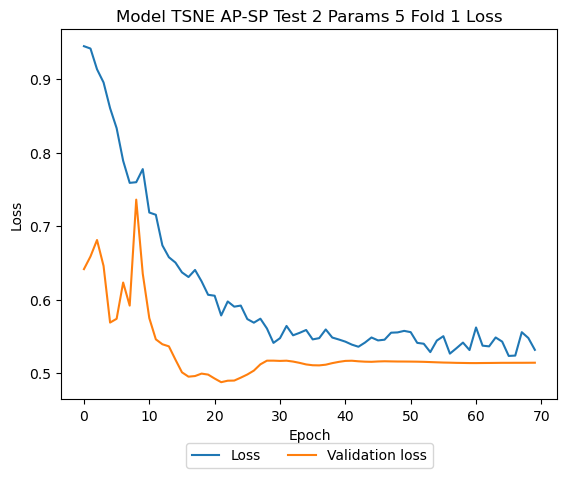 Model TSNE AP-SP Test 2 Params 5 Fold 1 Loss
0.9
0.8
0.7
0.6
0.5
Loss
0 10 20 30 40 50 60 70
Epoch
Loss Validation loss